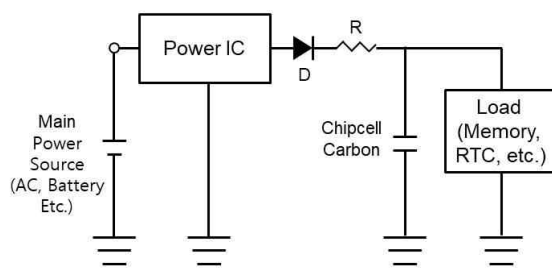 Power IC
D
R
Main
Power
Source
(AC, Battery
Etc.)
Chipcell
Carbon
Load
(Memory,
RTC, etc.)